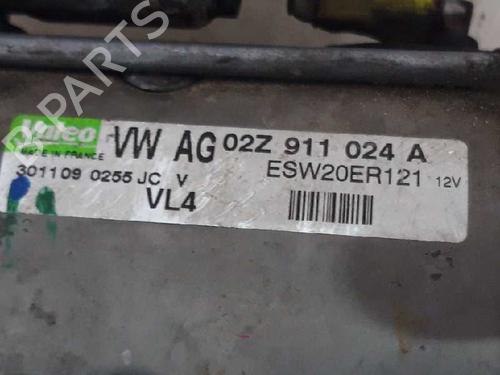 Valeo
MADE IN FRANCE
VW AG 02Z 911 024 A
301109 0255 JC V
ESW20ER121 12V
VL4
B-PARTS